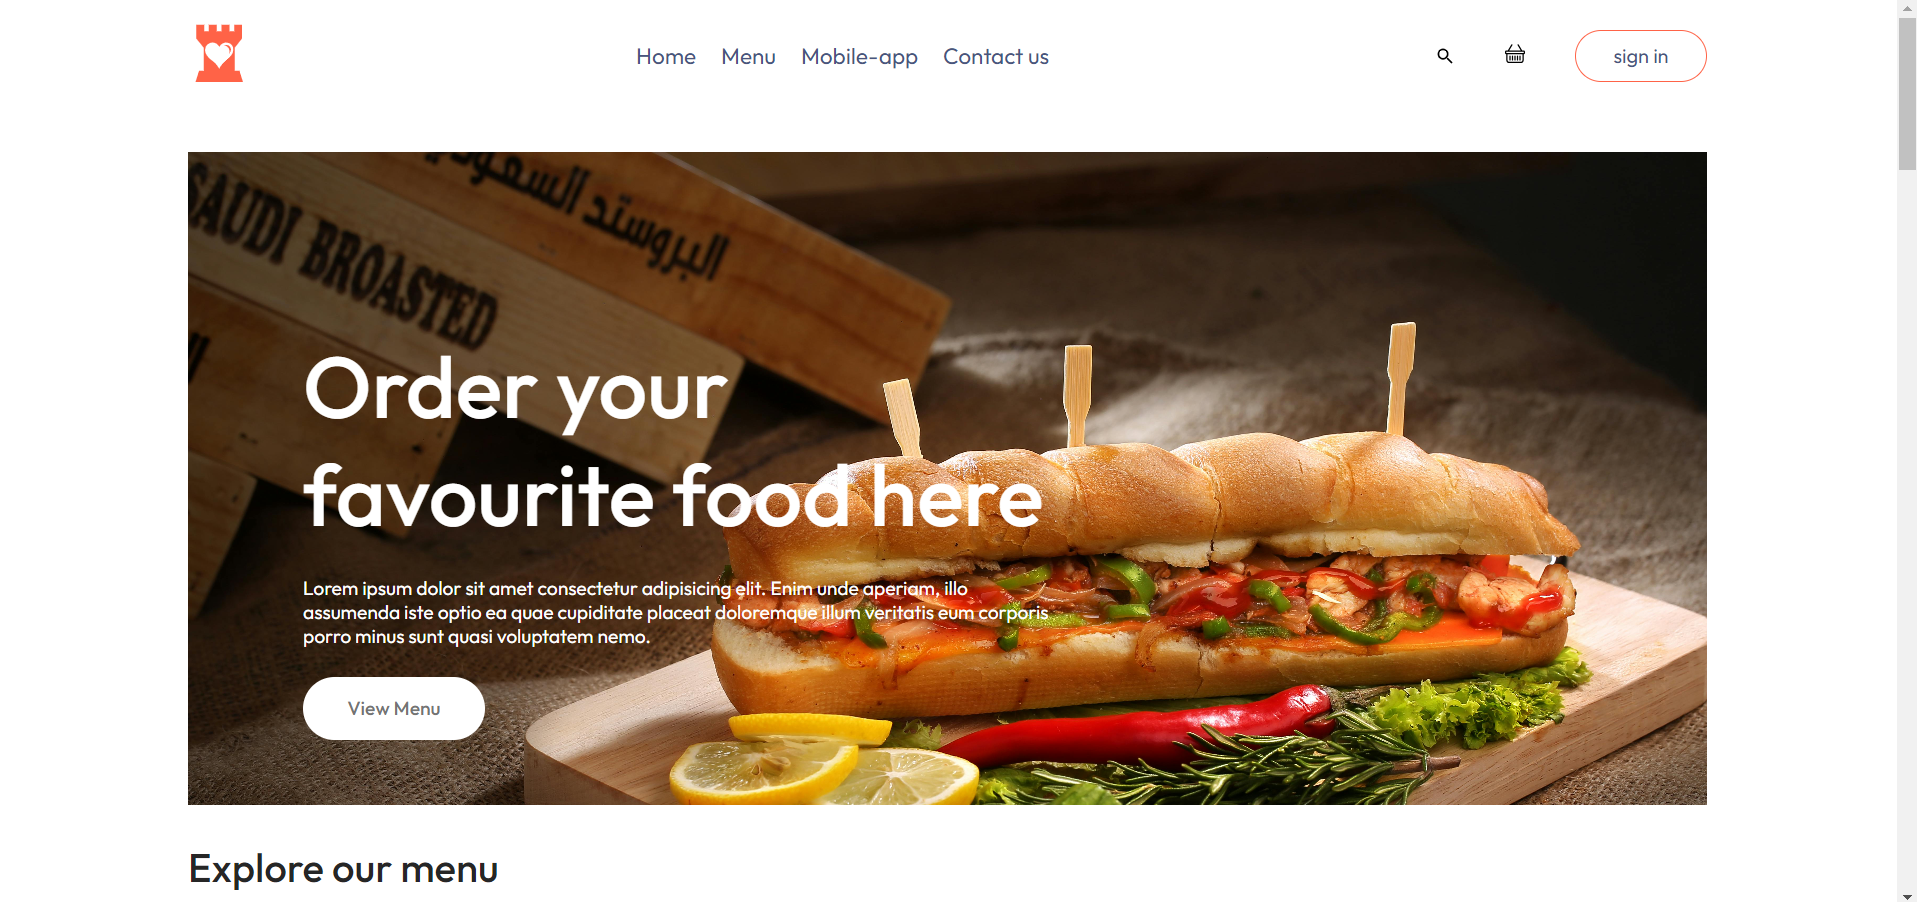 Home Menu Mobile-app Contact us sign in
البروستد السعودي
SAUDI BROASTED
Order your
favourite food here
Lorem ipsum dolor sit amet consectetur adipisicing elit. Enim unde aperiam, illo
assumenda iste optio ea quae cupiditate placeat doloremque illum veritatis eum corporis
porro minus sunt quasi voluptatem nemo.
View Menu
Explore our menu